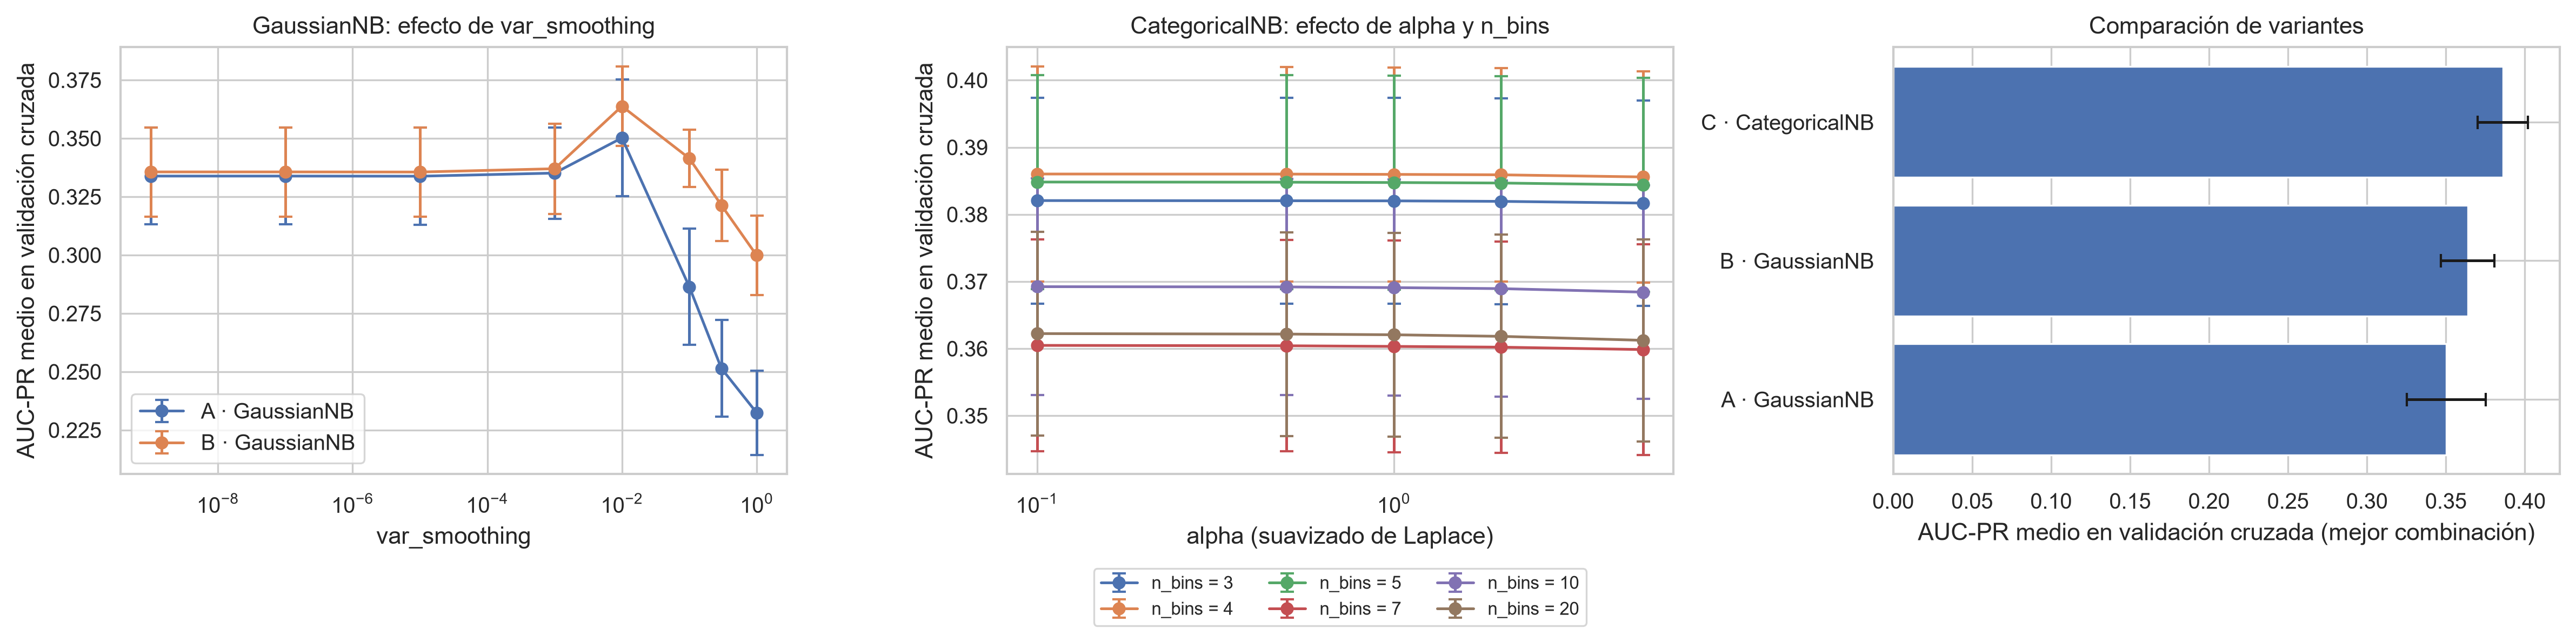 GaussianNB: efecto de var_smoothing
AUC-PR medio en validación cruzada
0.375
0.350
0.325
0.300
0.275
0.250
0.225
A · GaussianNB
B · GaussianNB
10⁻⁸
10⁻⁶
10⁻⁴
10⁻²
10⁰
var_smoothing
CategoricalNB: efecto de alpha y n_bins
AUC-PR medio en validación cruzada
0.40
0.39
0.38
0.37
0.36
0.35
10⁻¹
10⁰
alpha (suavizado de Laplace)
n_bins = 3
n_bins = 5
n_bins = 10
n_bins = 4
n_bins = 7
n_bins = 20
Comparación de variantes
C · CategoricalNB
B · GaussianNB
A · GaussianNB
0.00 0.05 0.10 0.15 0.20 0.25 0.30 0.35 0.40
AUC-PR medio en validación cruzada (mejor combinación)